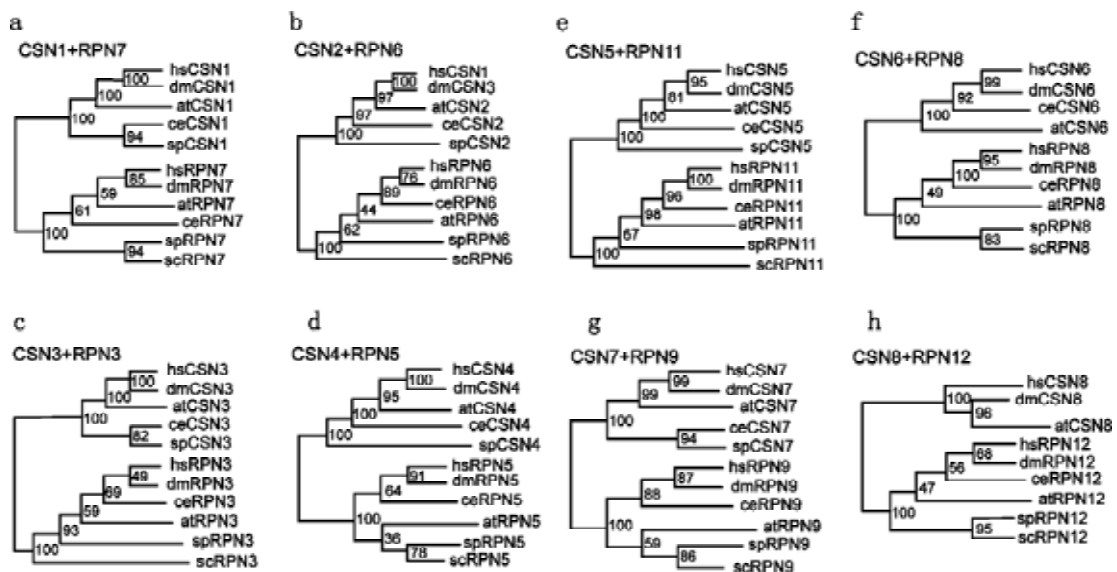 a
CSN1+RPN7
hsCSN1
100
dmCSN1
100
atCSN1
100
ceCSN1
94
spCSN1
hsRPN7
85
dmRPN7
59
atRPN7
61
ceRPN7
100
spRPN7
94
scRPN7
b
CSN2+RPN6
hsCSN1
100
dmCSN3
97
atCSN2
97
ceCSN2
100
spCSN2
hsRPN6
76
dmRPN6
89
ceRPN6
44
atRPN6
62
spRPN6
100
scRPN6
e
CSN5+RPN11
hsCSN5
95
dmCSN5
81
atCSN5
100
ceCSN5
100
spCSN5
hsRPN11
100
dmRPN11
96
ceRPN11
98
atRPN11
67
spRPN11
100
scRPN11
f
CSN6+RPN8
hsCSN6
99
dmCSN6
92
ceCSN6
100
atCSN6
hsRPN8
95
dmRPN8
100
ceRPN8
49
atRPN8
100
spRPN8
83
scRPN8
c
CSN3+RPN3
hsCSN3
100
dmCSN3
100
atCSN3
100
ceCSN3
82
spCSN3
hsRPN3
49
dmRPN3
69
ceRPN3
59
atRPN3
93
spRPN3
100
scRPN3
d
CSN4+RPN5
hsCSN4
100
dmCSN4
95
atCSN4
100
ceCSN4
100
spCSN4
hsRPN5
91
dmRPN5
64
ceRPN5
100
atRPN5
36
spRPN5
78
scRPN5
g
CSN7+RPN9
hsCSN7
99
dmCSN7
99
atCSN7
100
ceCSN7
94
spCSN7
hsRPN9
87
dmRPN9
88
ceRPN9
100
atRPN9
59
spRPN9
86
scRPN9
h
CSN8+RPN12
hsCSN8
100
dmCSN8
98
atCSN8
hsRPN12
88
dmRPN12
56
ceRPN12
47
atRPN12
100
spRPN12
95
scRPN12